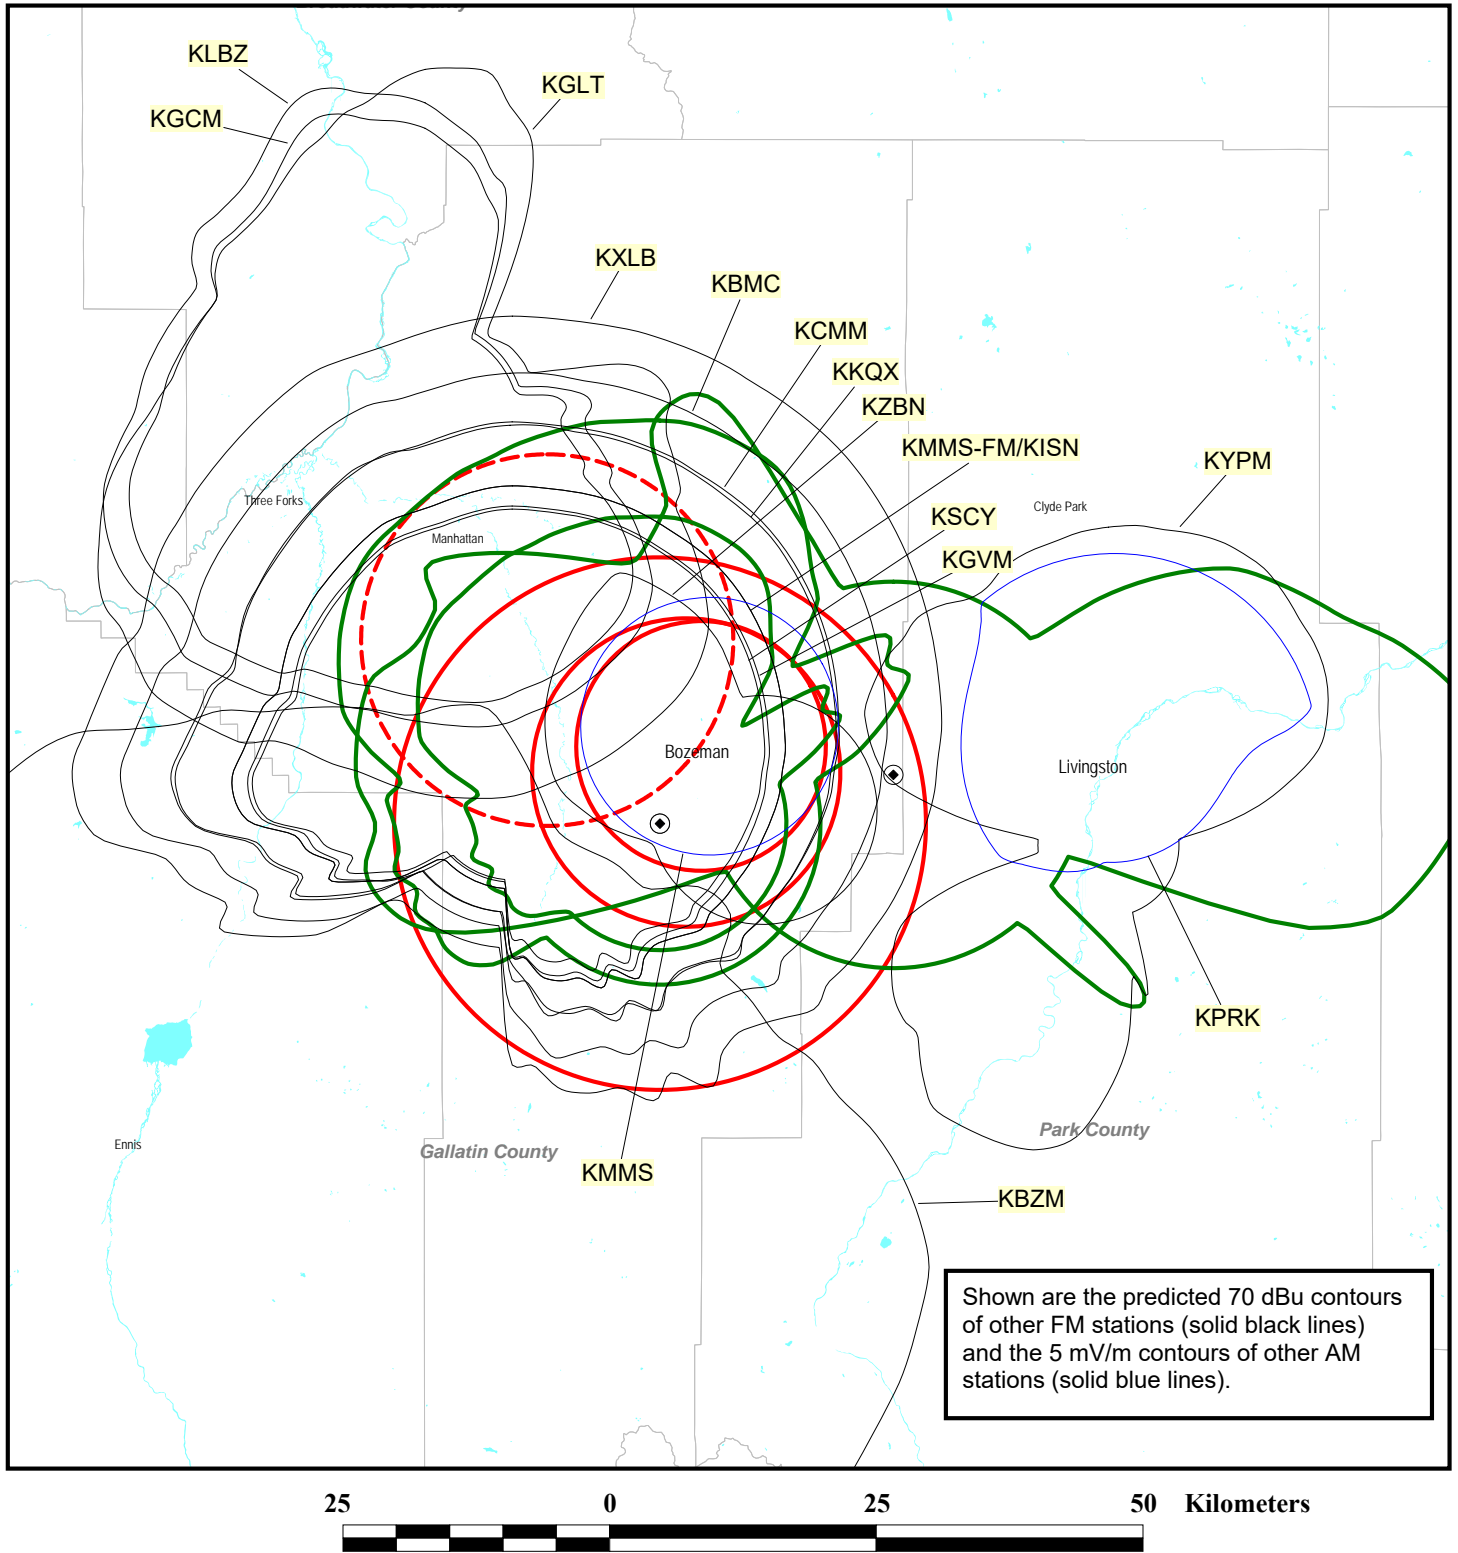 KLBZ
KGLT
KGCM
KXLB
KBMC
KCMM
KKQX
KZBN
KMMS-FM/KISN
KYPM
Three Forks
Clyde Park
KSCY
Manhattan
KGVM
Bozeman
Livingston
KPRK
Park County
Ennis
Gallatin County
KMMS
KBZM
Shown are the predicted 70 dBu contours
of other FM stations (solid black lines)
and the 5 mV/m contours of other AM
stations (solid blue lines).
25 0 25 50 Kilometers